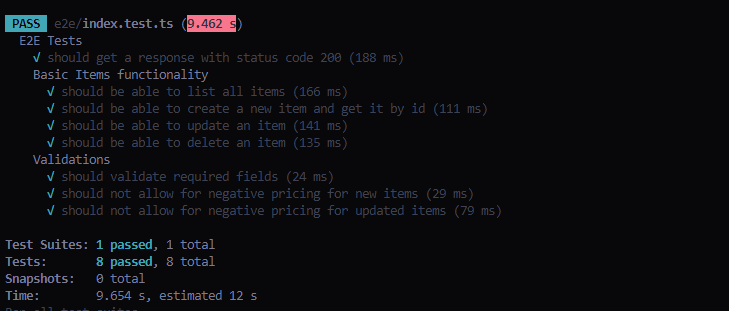 PASS e2e/index.test.ts (9.462 s)
E2E Tests
√ should get a response with status code 200 (188 ms)
Basic Items functionality
√ should be able to list all items (166 ms)
√ should be able to create a new item and get it by id (111 ms)
√ should be able to update an item (141 ms)
√ should be able to delete an item (135 ms)
Validations
√ should validate required fields (24 ms)
√ should not allow for negative pricing for new items (29 ms)
√ should not allow for negative pricing for updated items (79 ms)
Test Suites: 1 passed, 1 total
Tests: 8 passed, 8 total
Snapshots: 0 total
Time: 9.654 s, estimated 12 s
Ran all test suites.